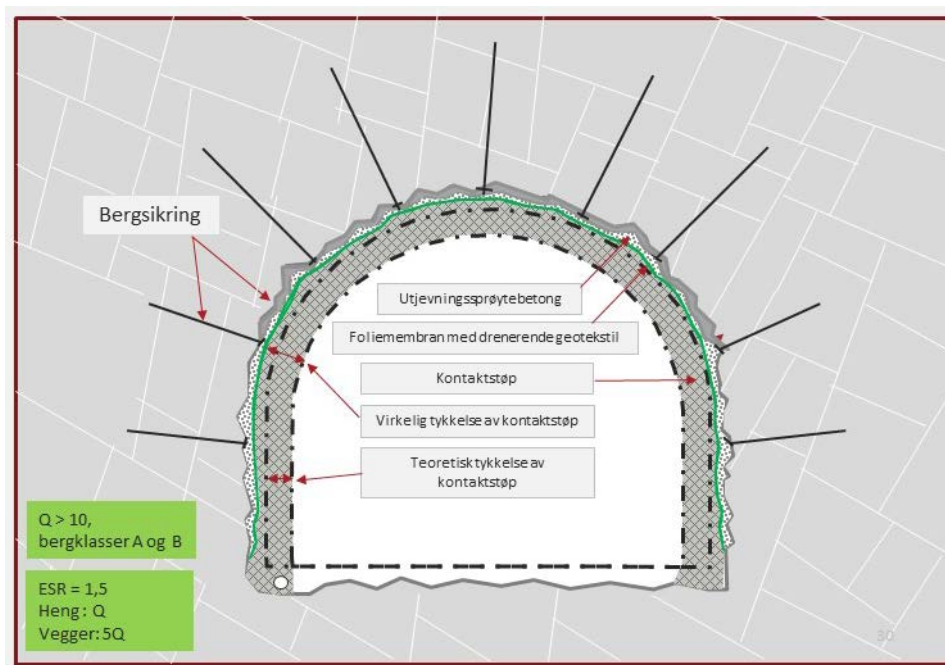 Bergsikring
Utjevningssprøytebetong
Foliemembran med drenerende geotekstil
Kontaktstøp
Virkelig tykkelse av kontaktstøp
Teoretisk tykkelse av
kontaktstøp
Q > 10,
bergklasser A og B
ESR = 1,5
Heng : Q
Vegger: 5Q
30